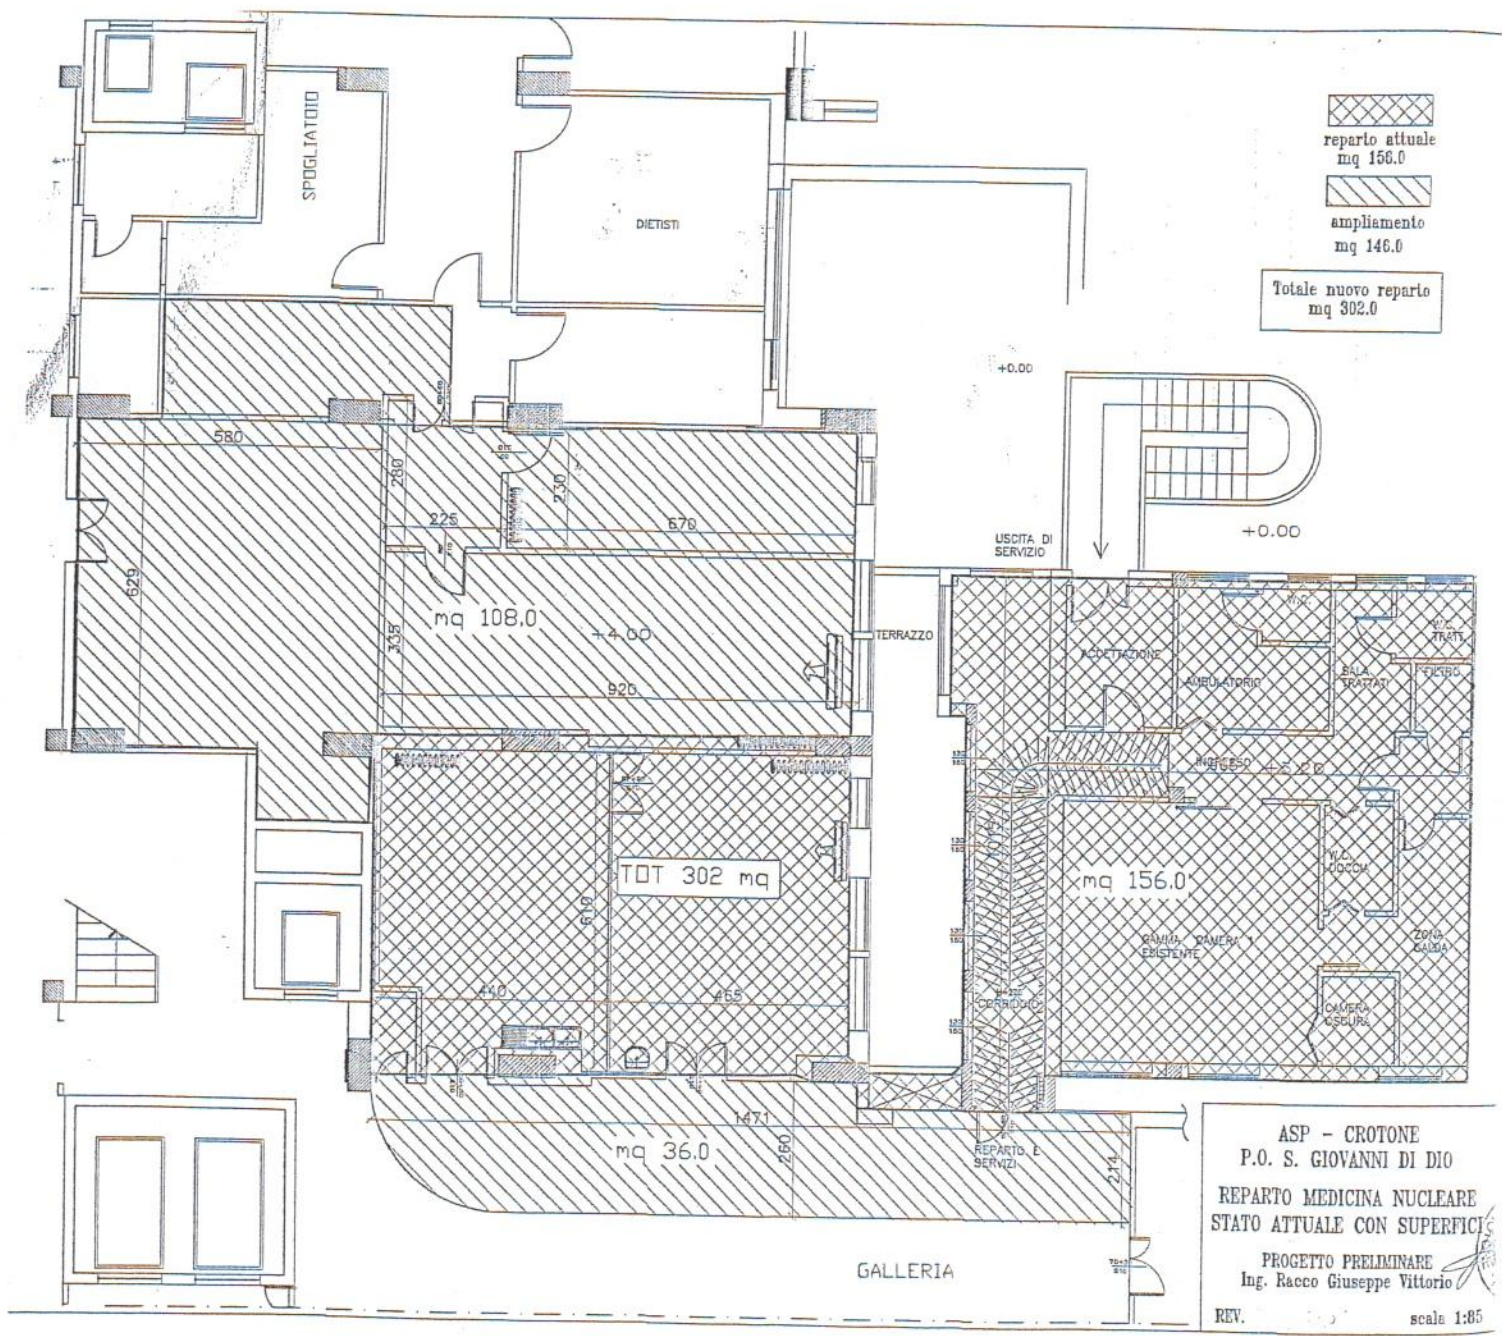 SPOGLIATOIO
DIETISTI
reparto attuale
mq 156.0
ampliamento
mq 146.0
Totale nuovo reparto
mq 302.0
+0.00
+0.00
USCITA DI
SERVIZIO
580
280
230
225
670
629
mq 108.0
+4.00
335
920
TERRAZZO
ACCETTAZIONE
AMBULATORIO
W.C.
SALA
TRATTATI
W.C.
TRATT.
FILTRO
INGRESSO
TOT 302 mq
610
440
465
mq 156.0
W.C.
DOCCIA
GAMMA CAMERA 1
ESISTENTE
ZONA
CALDA
CORRIDOIO
CAMERA
OSCURA
1471
mq 36.0
260
REPARTO E
SERVIZI
214
GALLERIA
ASP - CROTONE
P.O. S. GIOVANNI DI DIO
REPARTO MEDICINA NUCLEARE
STATO ATTUALE CON SUPERFICI
PROGETTO PRELIMINARE
Ing. Racco Giuseppe Vittorio
REV.
scala 1:85